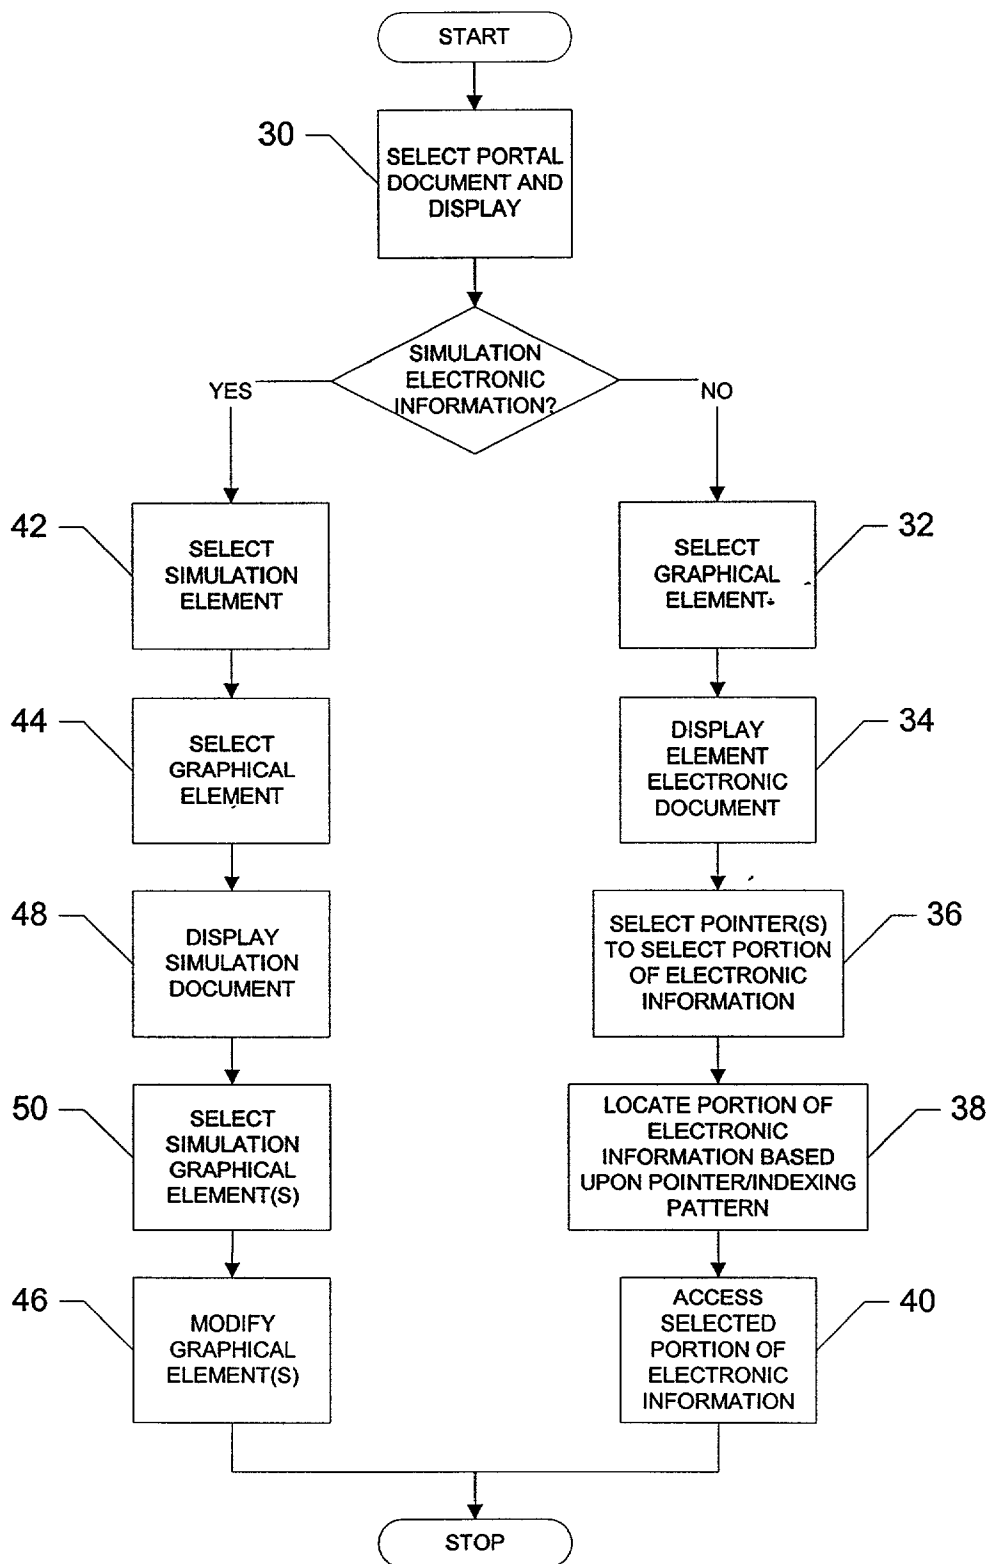 START
30
SELECT PORTAL
DOCUMENT AND
DISPLAY
SIMULATION
ELECTRONIC
INFORMATION?
YES
NO
42
SELECT
SIMULATION
ELEMENT
44
SELECT
GRAPHICAL
ELEMENT
48
DISPLAY
SIMULATION
DOCUMENT
50
SELECT
SIMULATION
GRAPHICAL
ELEMENT(S)
46
MODIFY
GRAPHICAL
ELEMENT(S)
32
SELECT
GRAPHICAL
ELEMENT
34
DISPLAY
ELEMENT
ELECTRONIC
DOCUMENT
36
SELECT POINTER(S)
TO SELECT PORTION
OF ELECTRONIC
INFORMATION
38
LOCATE PORTION OF
ELECTRONIC
INFORMATION BASED
UPON POINTER/INDEXING
PATTERN
40
ACCESS
SELECTED
PORTION OF
ELECTRONIC
INFORMATION
STOP